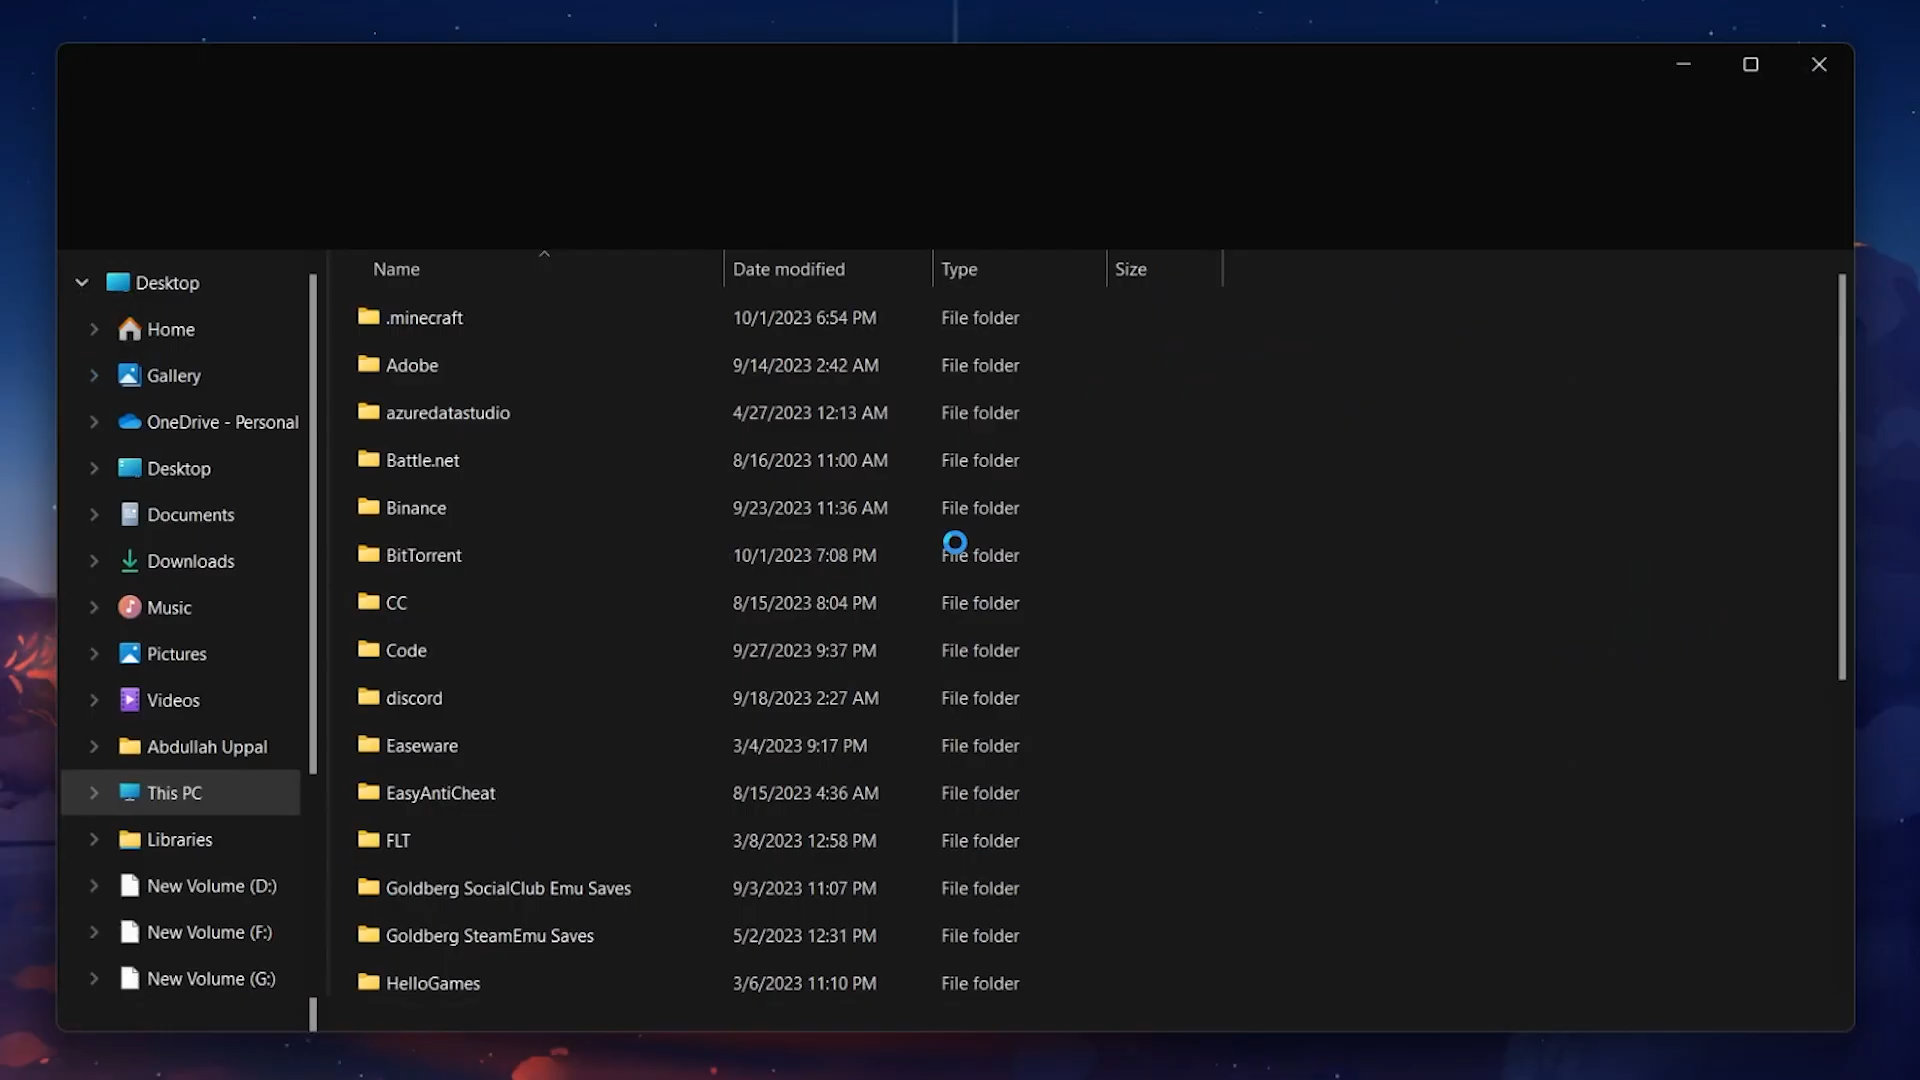 Desktop
Home
Gallery
OneDrive - Personal
Desktop
Documents
Downloads
Music
Pictures
Videos
Abdullah Uppal
This PC
Libraries
New Volume (D:)
New Volume (F:)
New Volume (G:)
Name Date modified Type Size
.minecraft 10/1/2023 6:54 PM File folder
Adobe 9/14/2023 2:42 AM File folder
azuredatastudio 4/27/2023 12:13 AM File folder
Battle.net 8/16/2023 11:00 AM File folder
Binance 9/23/2023 11:36 AM File folder
BitTorrent 10/1/2023 7:08 PM File folder
CC 8/15/2023 8:04 PM File folder
Code 9/27/2023 9:37 PM File folder
discord 9/18/2023 2:27 AM File folder
Easeware 3/4/2023 9:17 PM File folder
EasyAntiCheat 8/15/2023 4:36 AM File folder
FLT 3/8/2023 12:58 PM File folder
Goldberg SocialClub Emu Saves 9/3/2023 11:07 PM File folder
Goldberg SteamEmu Saves 5/2/2023 12:31 PM File folder
HelloGames 3/6/2023 11:10 PM File folder